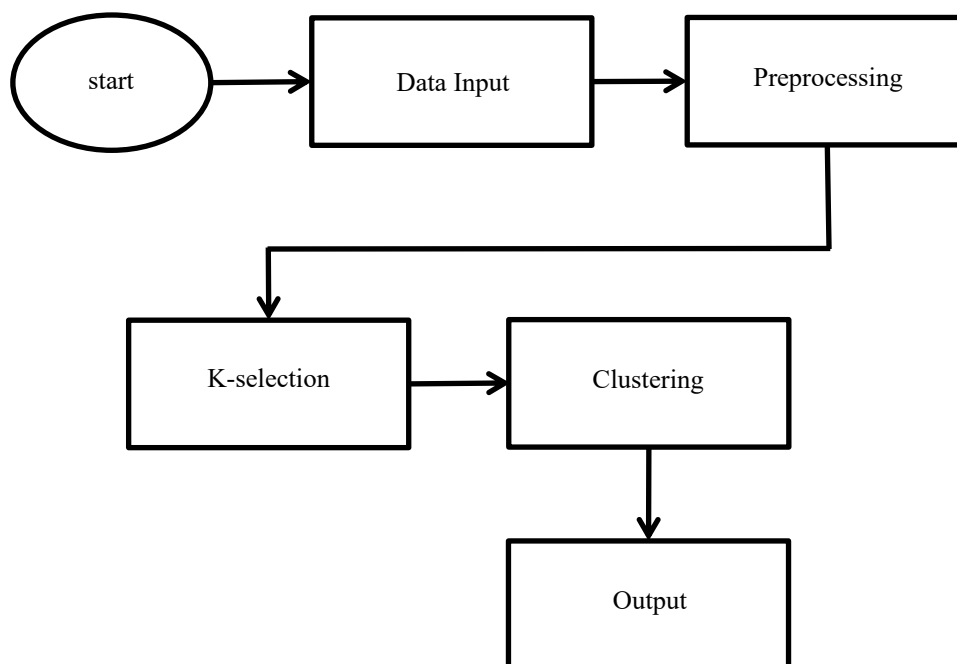 start
Data Input
Preprocessing
K-selection
Clustering
Output